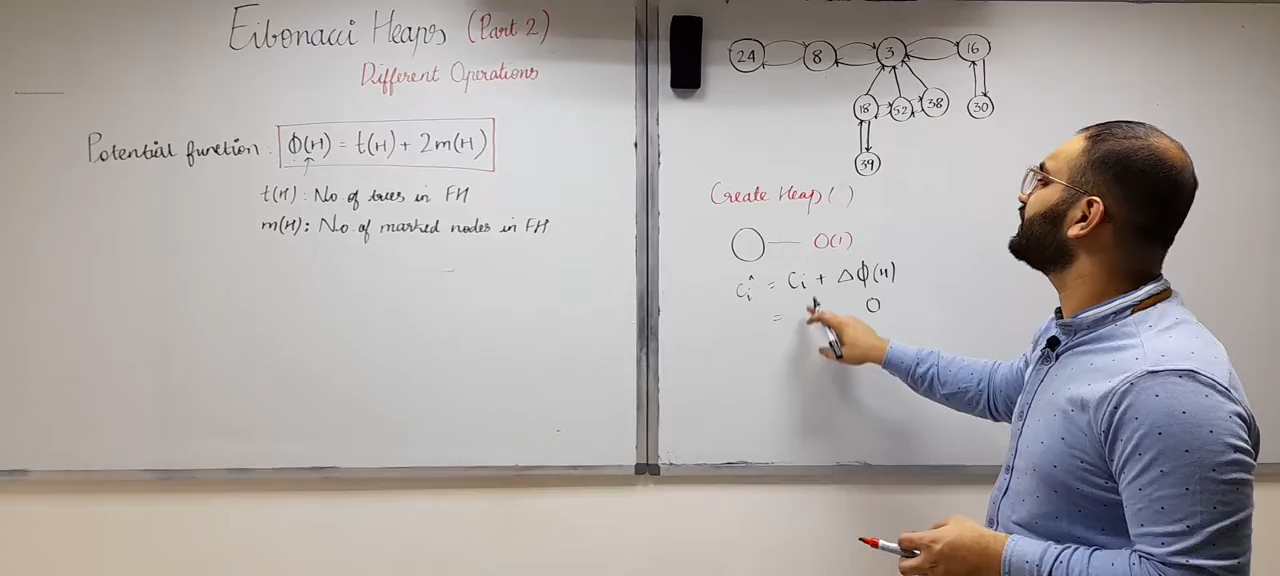 Fibonacci Heaps (Part 2)
Different Operations
Potential function: Φ(H) = t(H) + 2m(H)
t(H): No of trees in FH
m(H): No. of marked nodes in FH
24 8 3 16
18 52 38 30
39
Create Heap( )
O(1)
Ci^ = Ci + ΔΦ(H)
= 0